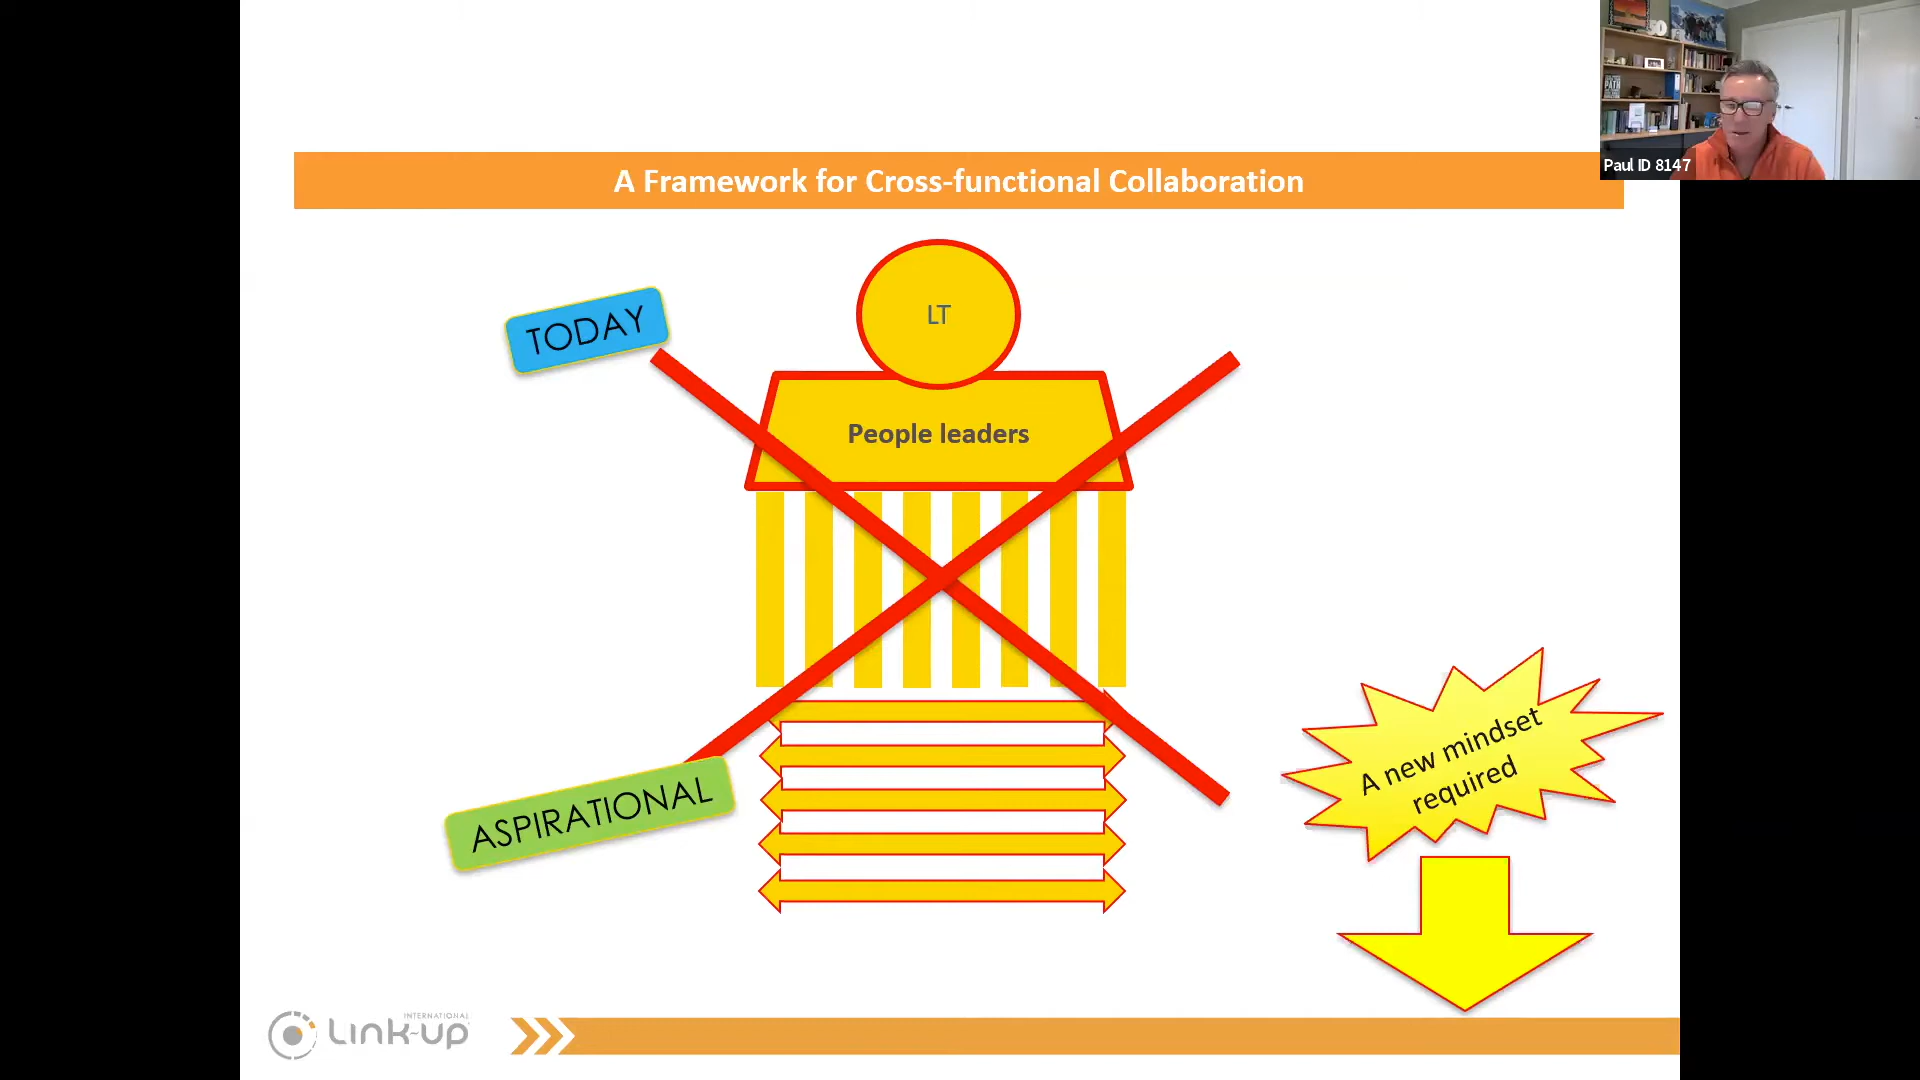 Paul ID 8147
A Framework for Cross-functional Collaboration
LT
TODAY
People leaders
A new mindset
required
ASPIRATIONAL
INTERNATIONAL
Link-up